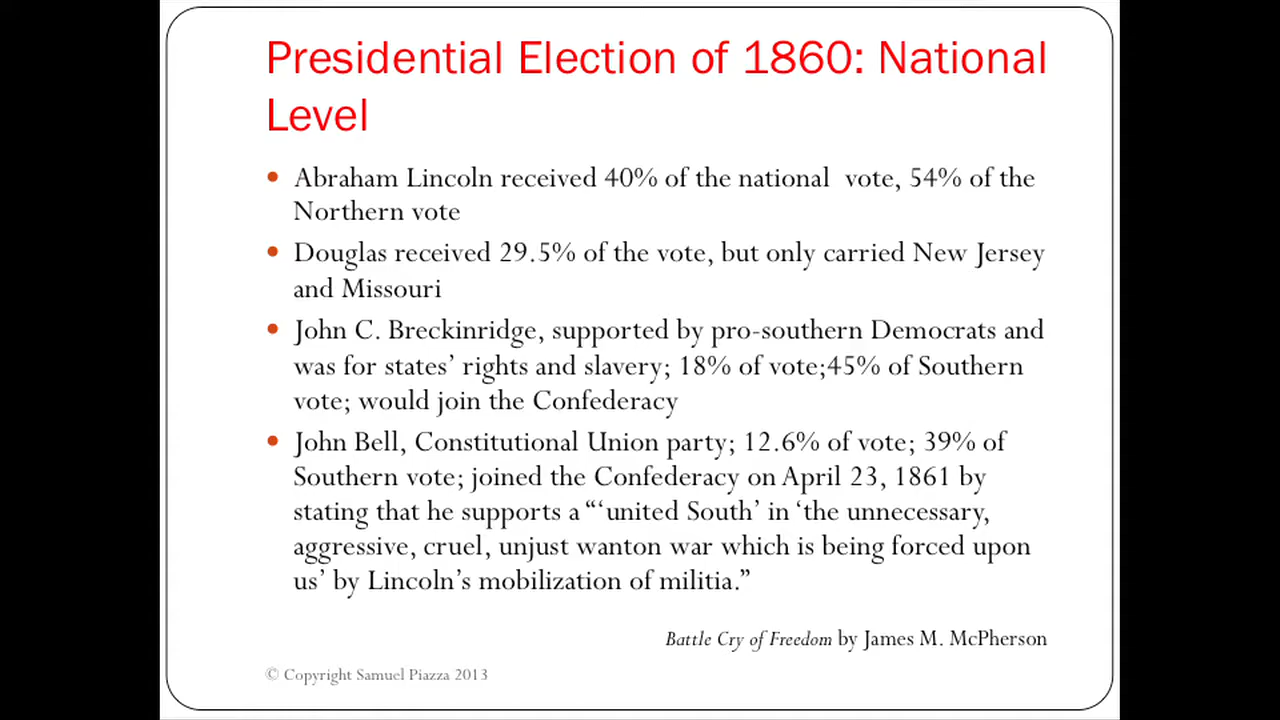 Presidential Election of 1860: National
Level
• Abraham Lincoln received 40% of the national  vote, 54% of the
Northern vote
• Douglas received 29.5% of the vote, but only carried New Jersey
and Missouri
• John C. Breckinridge, supported by pro-southern Democrats and
was for states’ rights and slavery; 18% of vote;45% of Southern
vote; would join the Confederacy
• John Bell, Constitutional Union party; 12.6% of vote; 39% of
Southern vote; joined the Confederacy on April 23, 1861 by
stating that he supports a “‘united South’ in ‘the unnecessary,
aggressive, cruel, unjust wanton war which is being forced upon
us’ by Lincoln’s mobilization of militia.”
Battle Cry of Freedom by James M. McPherson
© Copyright Samuel Piazza 2013